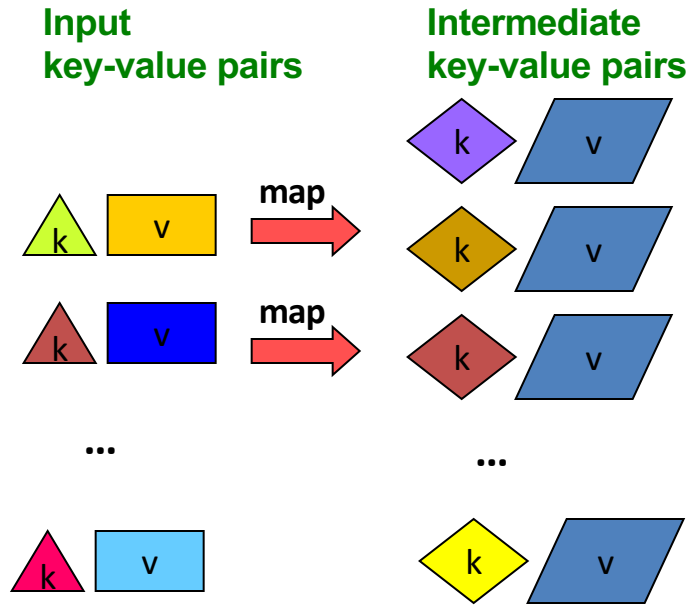 Input
key-value pairs
Intermediate
key-value pairs
k v
k v
map
k v
k v
map
k v
...
...
k v
k v